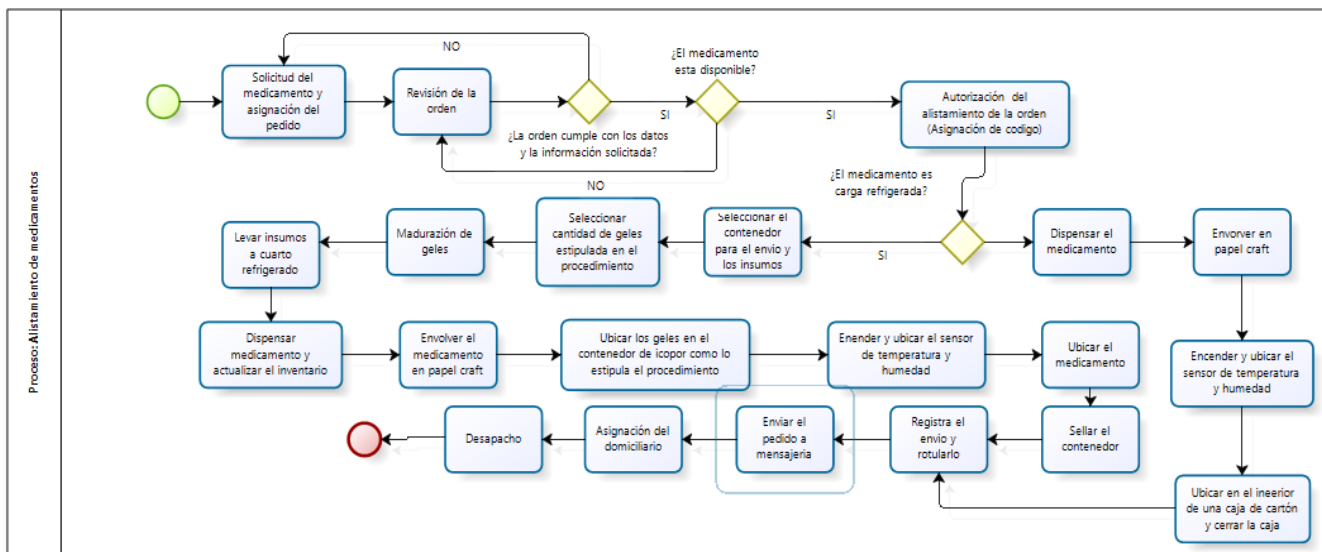 Proceso: Alistamiento de medicamentos
NO
Solicitud del
medicamento y
asignación del
pedido
Revisión de la
orden
¿La orden cumple con los datos
y la información solicitada?
SI
¿El medicamento
esta disponible?
NO
SI
Autorización del
alistamiento de la orden
(Asignación de codigo)
¿El medicamento es
carga refrigerada?
SI
Dispensar el
medicamento
Envorver en
papel craft
Seleccionar el
contenedor
para el envio y
los insumos
Seleccionar
cantidad de geles
estipulada en el
procedimiento
Madurazión de
geles
Levar insumos
a cuarto
refrigerado
Dispensar
medicamento y
actualizar el inventario
Envolver el
medicamento
en papel craft
Ubicar los geles en el
contenedor de icopor como lo
estipula el procedimiento
Enender y ubicar el sensor
de temperatura y
humedad
Ubicar el
medicamento
Encender y ubicar el
sensor de temperatura
y humedad
Sellar el
contenedor
Registra el
envio y
rotularlo
Enviar el
pedido a
mensajeria
Asignación del
domiciliario
Desapacho
Ubicar en el ineerior
de una caja de cartón
y cerrar la caja